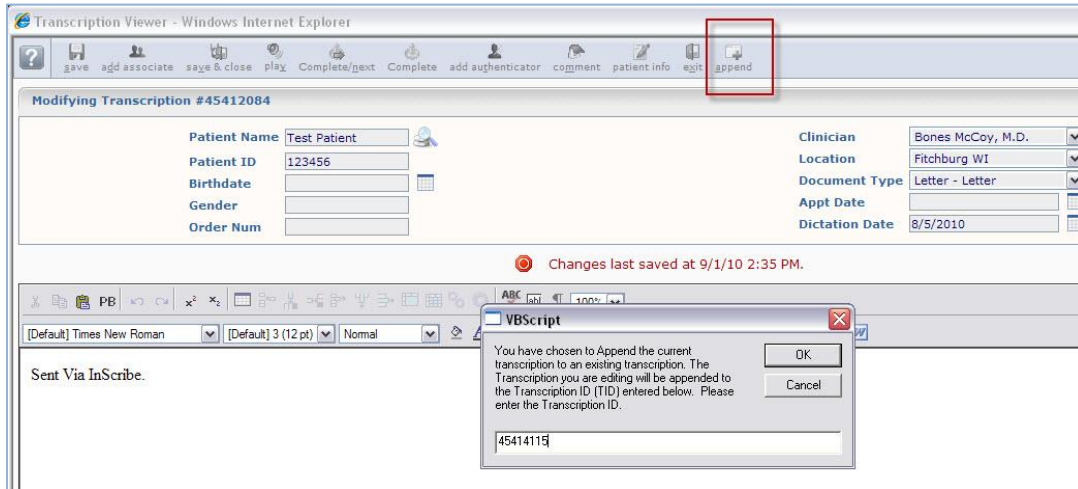 Transcription Viewer - Windows Internet Explorer
?
save add associate save & close play Complete/next Complete add authenticator comment patient info exit append
Modifying Transcription #45412084
Patient Name Test Patient
Clinician Bones McCoy, M.D.
Patient ID 123456
Location Fitchburg WI
Birthdate
Document Type Letter - Letter
Gender
Appt Date
Order Num
Dictation Date 8/5/2010
Changes last saved at 9/1/10 2:35 PM.
PB x² x₂ ABC abl ¶ 100%
[Default] Times New Roman [Default] 3 (12 pt) Normal
W
Sent Via InScribe.
VBScript
You have chosen to Append the current
transcription to an existing transcription. The
Transcription you are editing will be appended to
the Transcription ID (TID) entered below. Please
enter the Transcription ID.
OK
Cancel
45414115